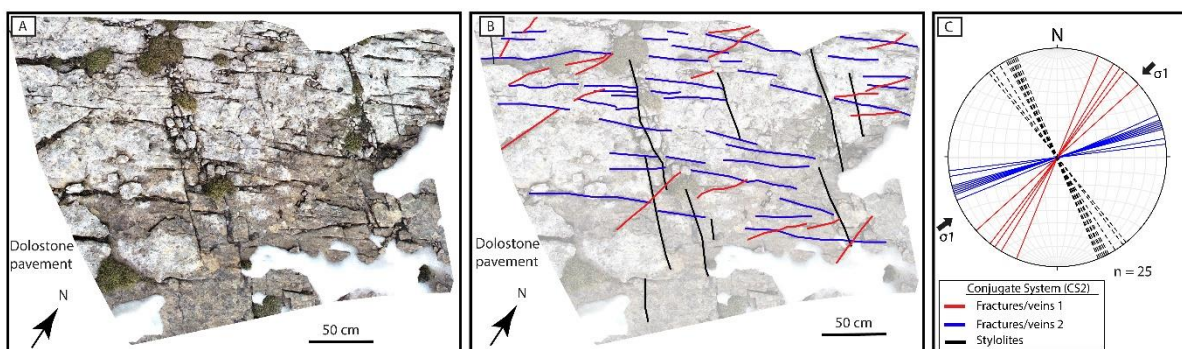 A
Dolostone
pavement
N
50 cm
B
Dolostone
pavement
N
50 cm
C
N
σ1
σ1
n = 25
Conjugate System (CS2)
Fractures/veins 1
Fractures/veins 2
Stylolites